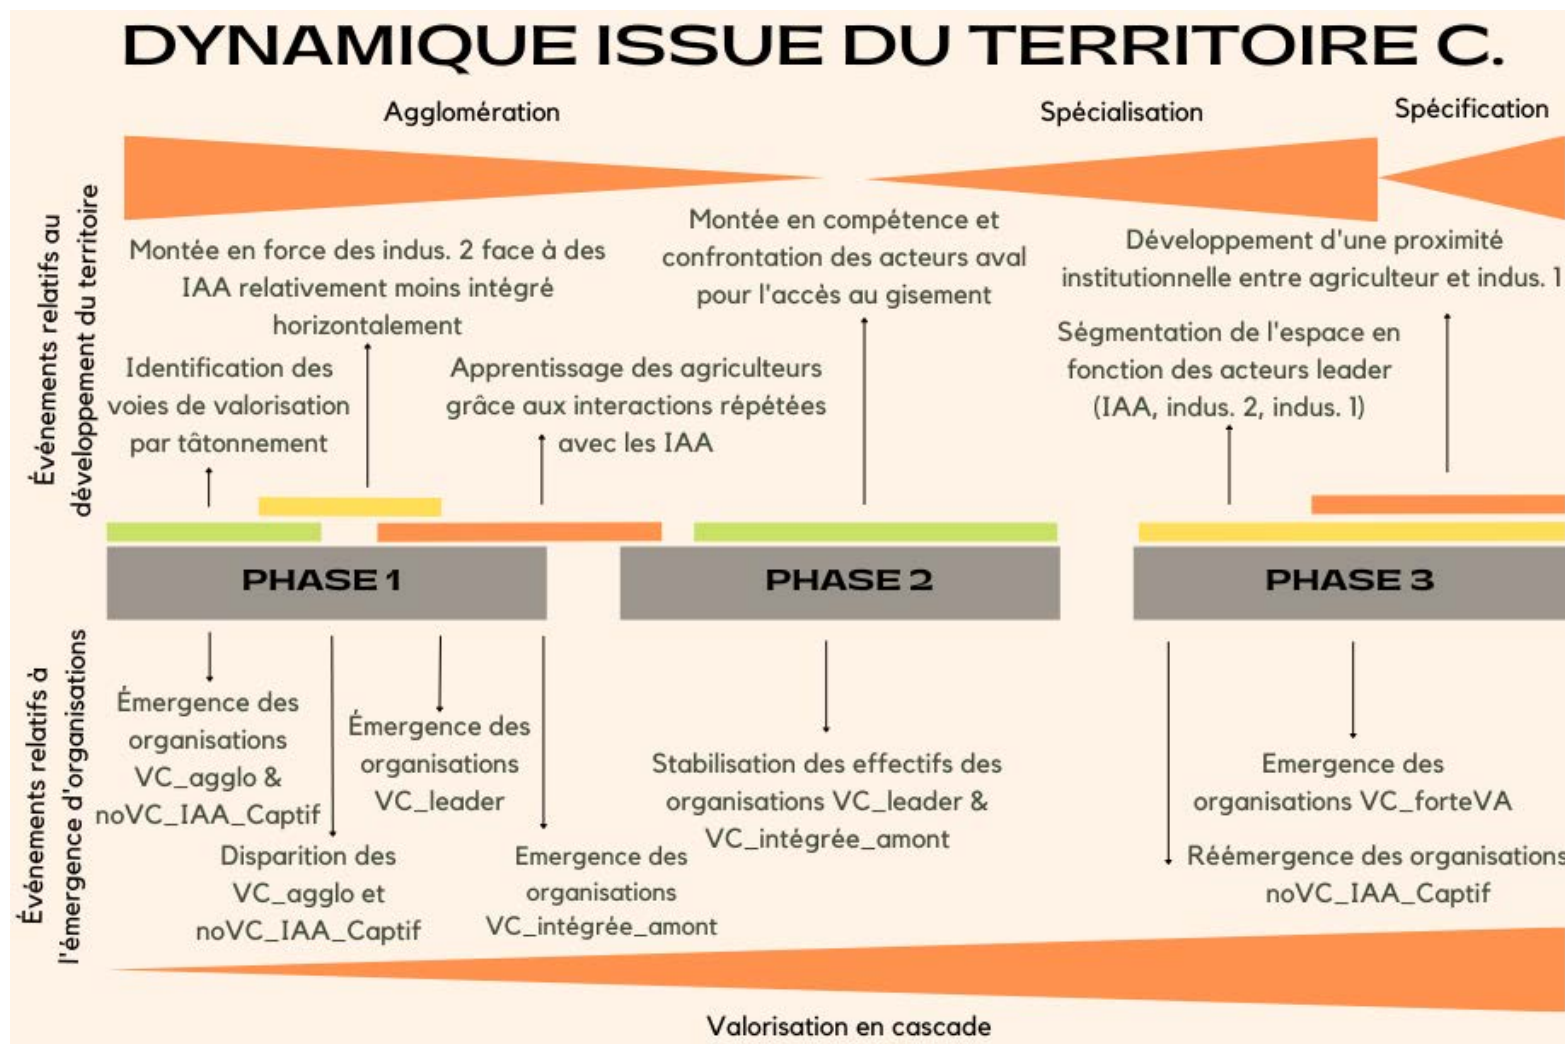 DYNAMIQUE ISSUE DU TERRITOIRE C.
Agglomération
Spécialisation
Spécification
Événements relatifs au
développement du territoire
Montée en force des indus. 2 face à des
IAA relativement moins intégré
horizontalement
Identification des
voies de valorisation
par tâtonnement
Apprentissage des agriculteurs
grâce aux interactions répétées
avec les IAA
Montée en compétence et
confrontation des acteurs aval
pour l'accès au gisement
Développement d'une proximité
institutionnelle entre agriculteur et indus. 1
Ségmentation de l'espace en
fonction des acteurs leader
(IAA, indus. 2, indus. 1)
PHASE 1
PHASE 2
PHASE 3
Événements relatifs à
l'émergence d'organisations
Émergence des
organisations
VC_agglo &
noVC_IAA_Captif
Disparition des
VC_agglo et
noVC_IAA_Captif
Émergence des
organisations
VC_leader
Emergence des
organisations
VC_intégrée_amont
Stabilisation des effectifs des
organisations VC_leader &
VC_intégrée_amont
Emergence des
organisations VC_forteVA
Réémergence des organisations
noVC_IAA_Captif
Valorisation en cascade